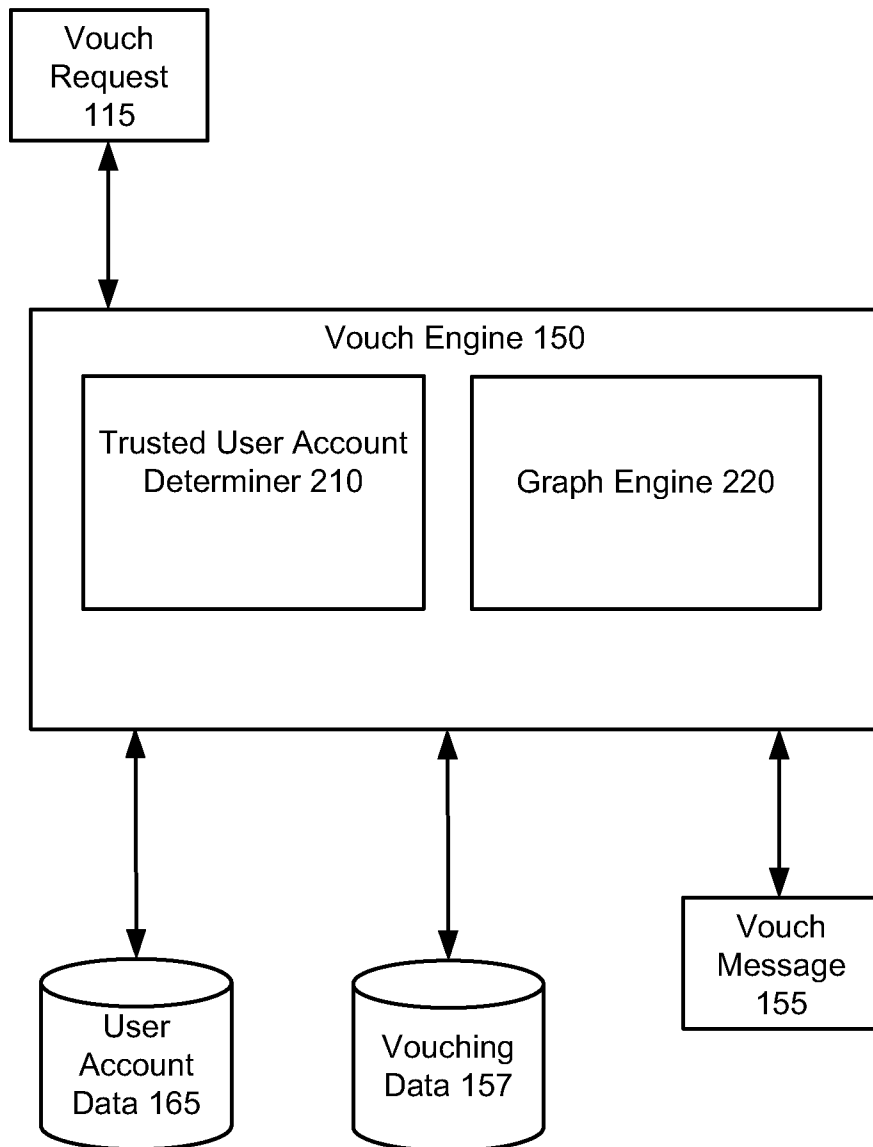 Vouch
Request
115
Vouch Engine 150
Trusted User Account
Determiner 210
Graph Engine 220
User
Account
Data 165
Vouching
Data 157
Vouch
Message
155